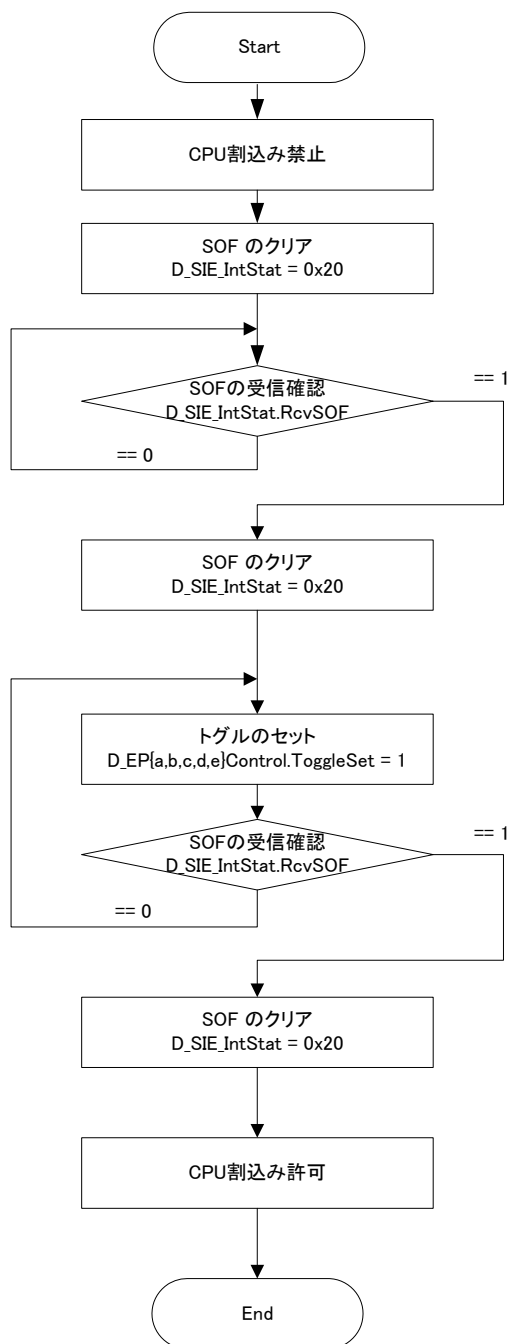 Start
CPU割込み禁止
SOF のクリア
D_SIE_IntStat = 0x20
SOFの受信確認
D_SIE_IntStat.RcvSOF
== 1
== 0
SOF のクリア
D_SIE_IntStat = 0x20
トグルのセット
D_EP{a,b,c,d,e}Control.ToggleSet = 1
SOFの受信確認
D_SIE_IntStat.RcvSOF
== 1
== 0
SOF のクリア
D_SIE_IntStat = 0x20
CPU割込み許可
End